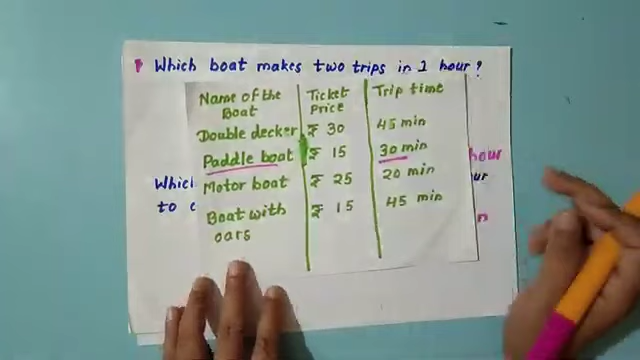 Which boat makes two trips in 1 hour?
Name of the Boat | Ticket Price | Trip time
Double decker | ₹ 30 | 45 min
Paddle boat | ₹ 15 | 30 min
Motor boat | ₹ 25 | 20 min
Boat with oars | ₹ 15 | 45 min
hour
Which
to